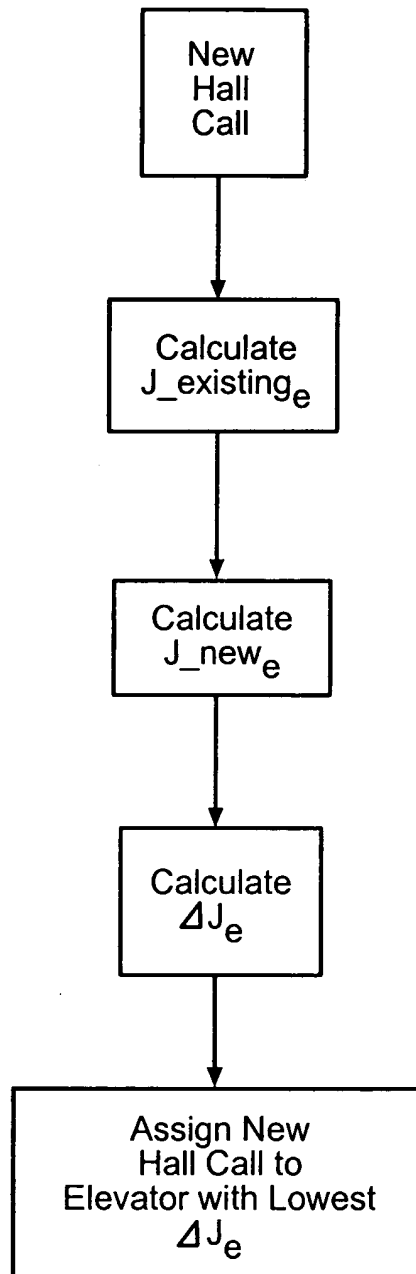 New
Hall
Call
Calculate
J_existinge
Calculate
J_newe
Calculate
ΔJe
Assign New
Hall Call to
Elevator with Lowest
ΔJe